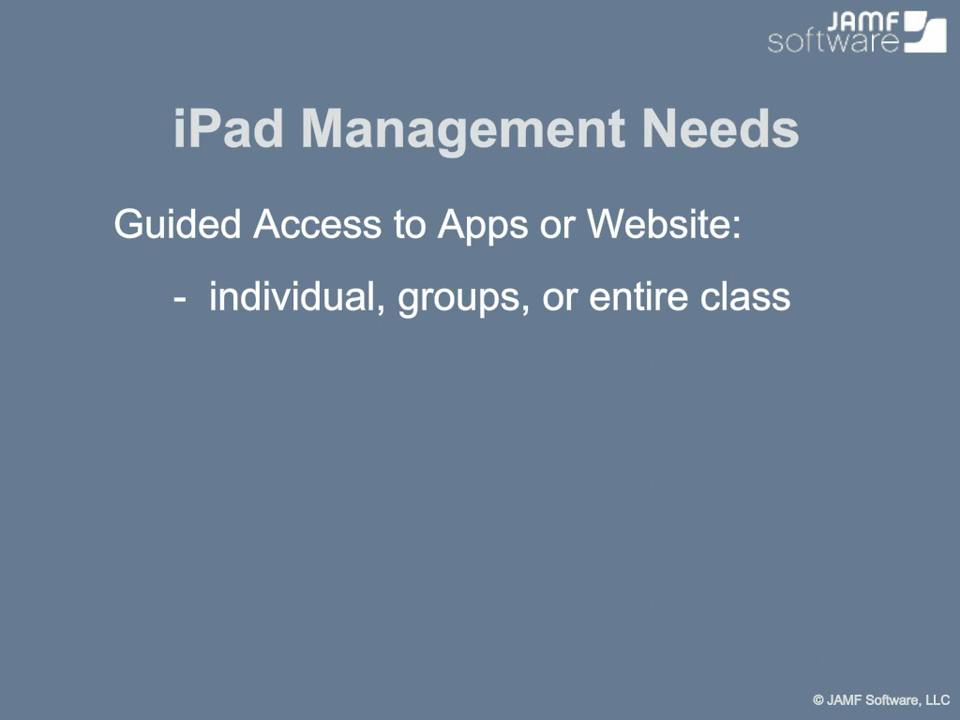 JAMF
software
iPad Management Needs
Guided Access to Apps or Website:
- individual, groups, or entire class
© JAMF Software, LLC